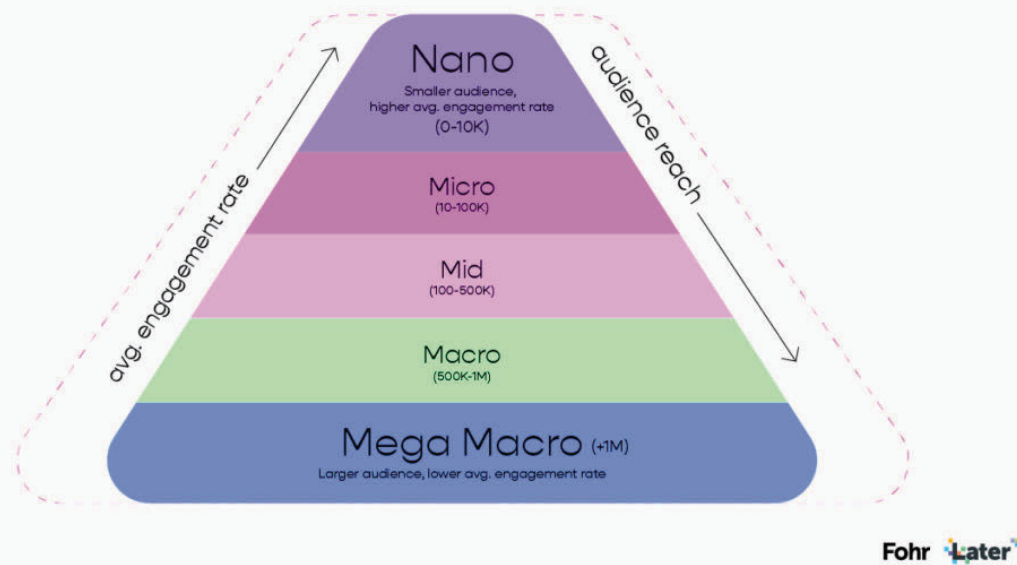 Nano
Smaller audience,
higher avg. engagement rate
(0-10K)
avg. engagement rate
audience reach
Micro
(10-100K)
Mid
(100-500K)
Macro
(500K-1M)
Mega Macro (+1M)
Larger audience, lower avg. engagement rate
Fohr Later